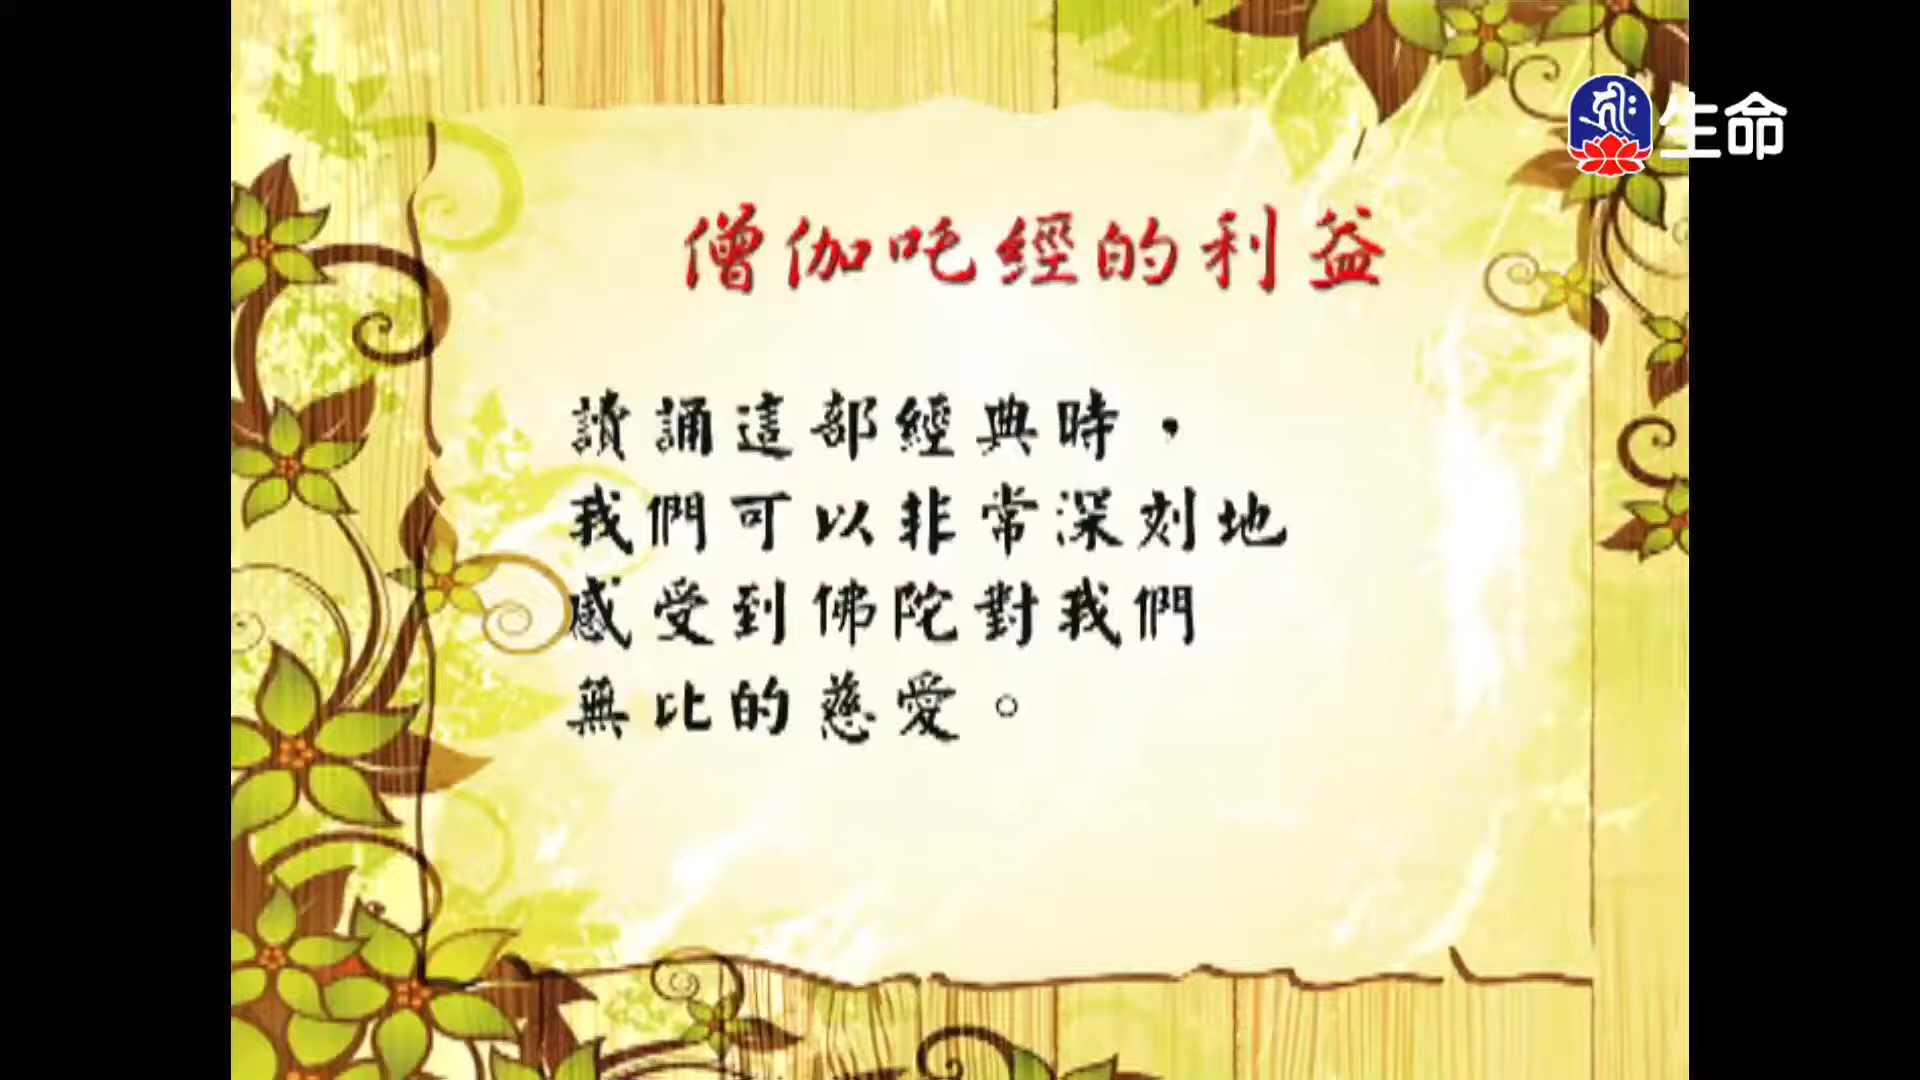 生命
僧伽吒經的利益
讀誦這部經典時，
我們可以非常深刻地
感受到佛陀對我們
無比的慈愛。